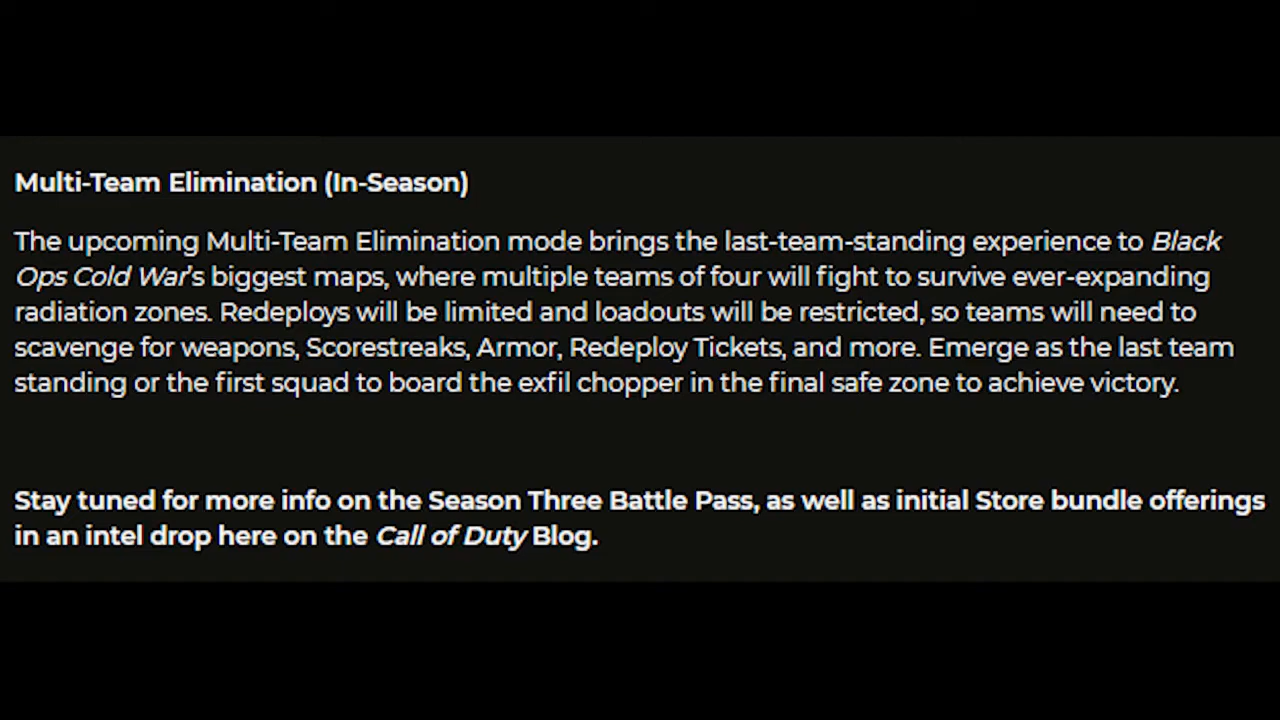 Multi-Team Elimination (In-Season)
The upcoming Multi-Team Elimination mode brings the last-team-standing experience to Black
Ops Cold War's biggest maps, where multiple teams of four will fight to survive ever-expanding
radiation zones. Redeploys will be limited and loadouts will be restricted, so teams will need to
scavenge for weapons, Scorestreaks, Armor, Redeploy Tickets, and more. Emerge as the last team
standing or the first squad to board the exfil chopper in the final safe zone to achieve victory.
Stay tuned for more info on the Season Three Battle Pass, as well as initial Store bundle offerings
in an intel drop here on the Call of Duty Blog.